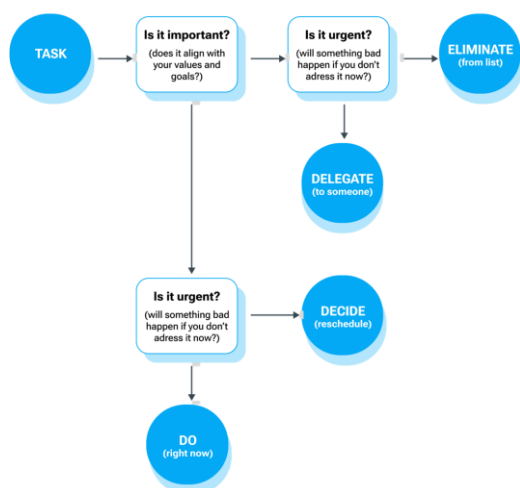 TASK
Is it important?
(does it align with
your values and
goals?)
Is it urgent?
(will something bad
happen if you don't
adress it now?)
ELIMINATE
(from list)
DELEGATE
(to someone)
Is it urgent?
(will something bad
happen if you don't
adress it now?)
DECIDE
(reschedule)
DO
(right now)